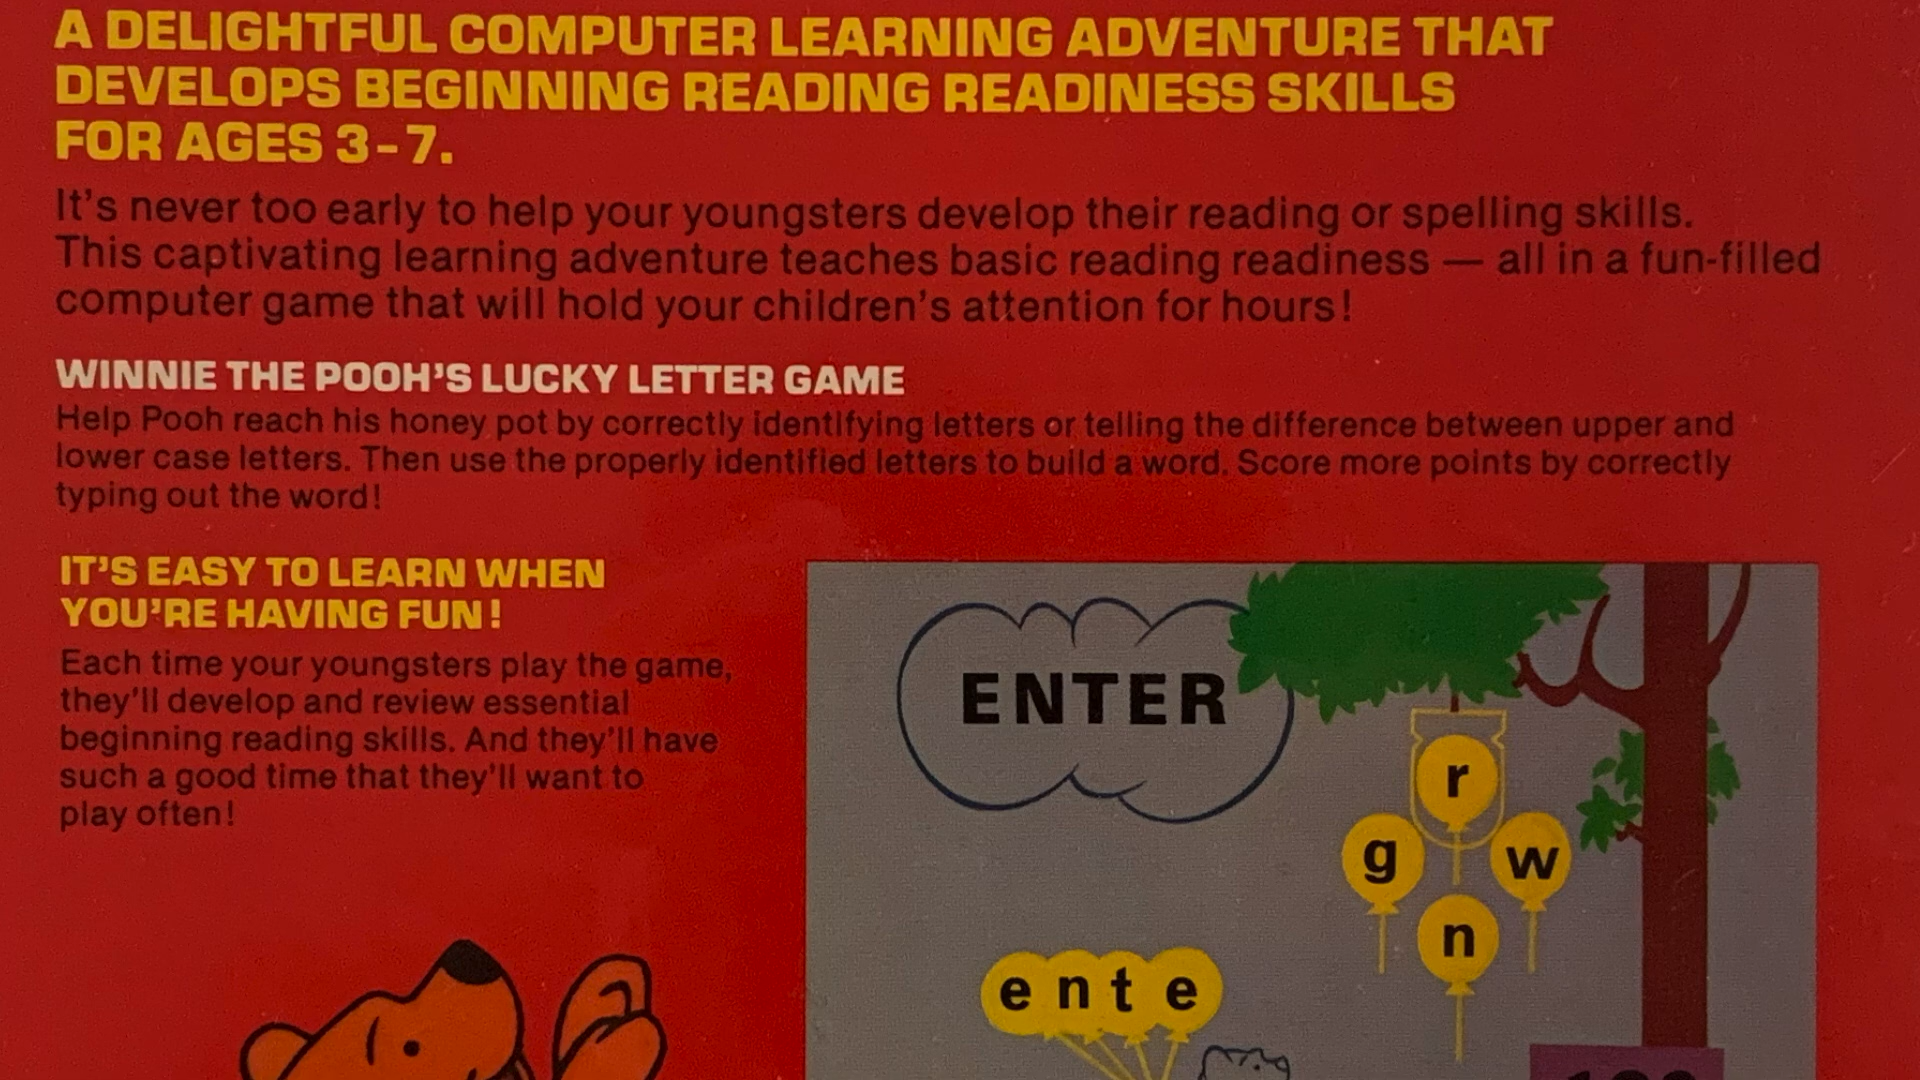 A DELIGHTFUL COMPUTER LEARNING ADVENTURE THAT
DEVELOPS BEGINNING READING READINESS SKILLS
FOR AGES 3-7.
It's never too early to help your youngsters develop their reading or spelling skills.
This captivating learning adventure teaches basic reading readiness — all in a fun-filled
computer game that will hold your children's attention for hours!
WINNIE THE POOH'S LUCKY LETTER GAME
Help Pooh reach his honey pot by correctly identifying letters or telling the difference between upper and
lower case letters. Then use the properly identified letters to build a word. Score more points by correctly
typing out the word!
IT'S EASY TO LEARN WHEN
YOU'RE HAVING FUN!
Each time your youngsters play the game,
they'll develop and review essential
beginning reading skills. And they'll have
such a good time that they'll want to
play often!
ENTER
r
g w
n
e n t e